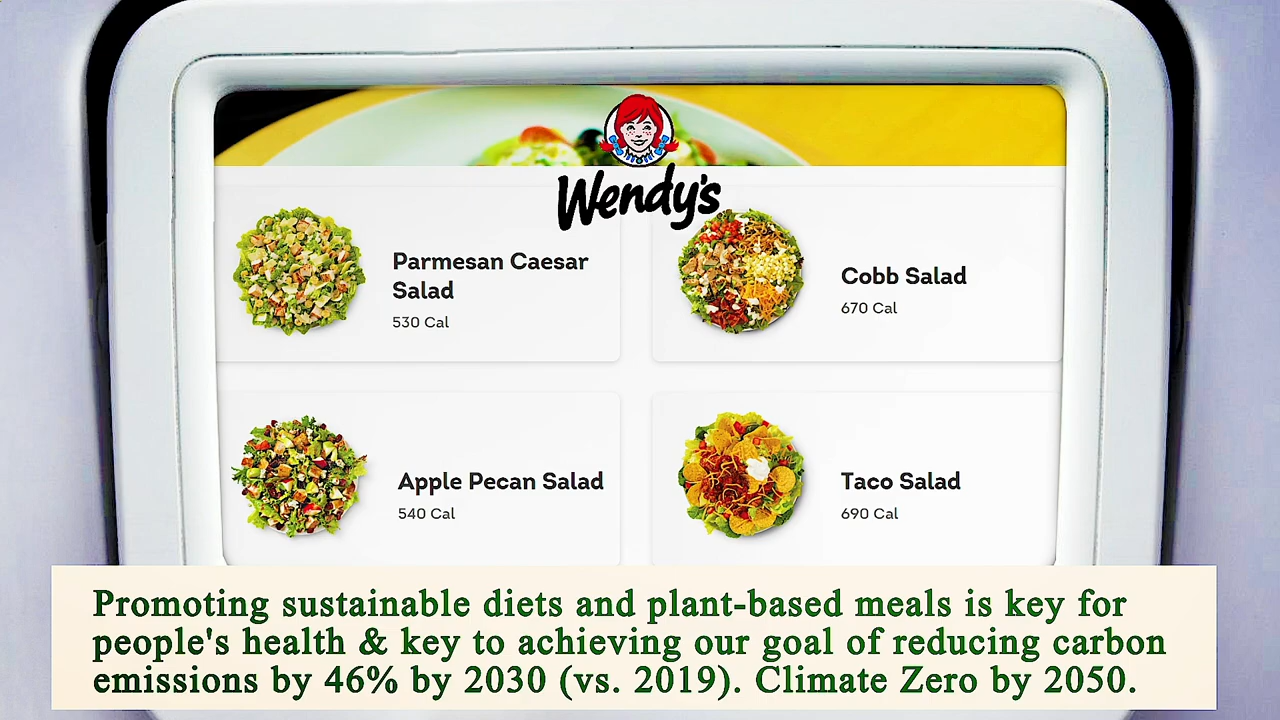 Wendy's
Parmesan Caesar
Salad
530 Cal
Cobb Salad
670 Cal
Apple Pecan Salad
540 Cal
Taco Salad
690 Cal
Promoting sustainable diets and plant-based meals is key for
people's health & key to achieving our goal of reducing carbon
emissions by 46% by 2030 (vs. 2019). Climate Zero by 2050.